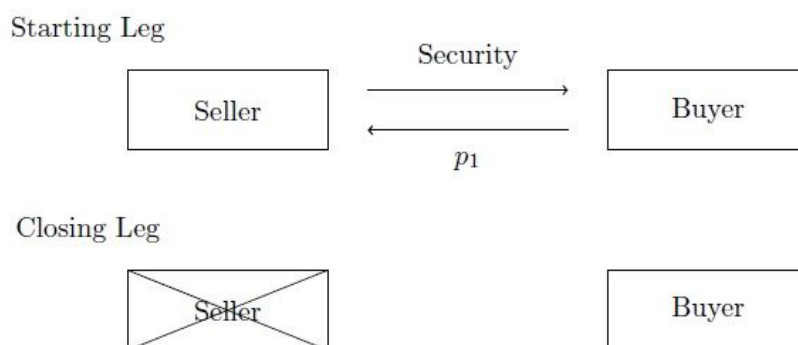 Starting Leg
Security
Seller
Buyer
p₁
Closing Leg
Seller
Buyer